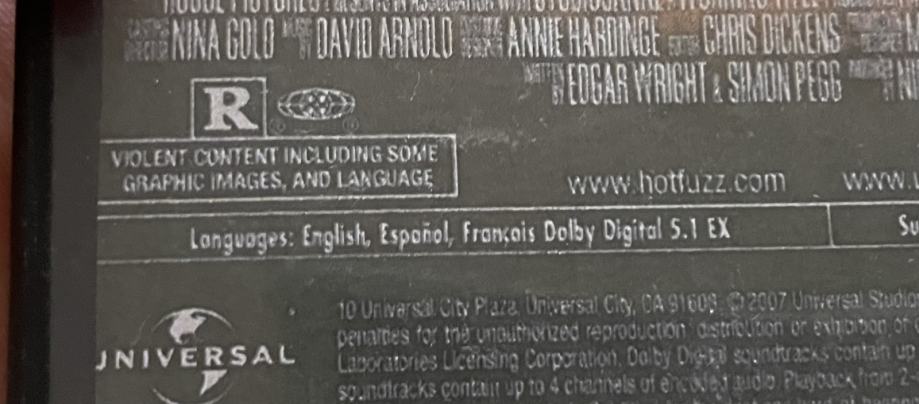 NINA GOLD DAVID ARNOLD ANNIE HARDINGE CHRIS DICKENS
EDGAR WRIGHT & SIMON PEGG
R
VIOLENT CONTENT INCLUDING SOME
GRAPHIC IMAGES, AND LANGUAGE
www.hotfuzz.com www.
Languages: English, Español, Français Dolby Digital 5.1 EX
UNIVERSAL
10 Universal City Plaza, Universal City, CA 91608. © 2007 Universal Studio
penalties for the unauthorized reproduction distribution or exhibition of
Laboratories Licensing Corporation. Dolby Digital soundtracks contain up
soundtracks contain up to 4 channels of encoded audio. Playback from 2-